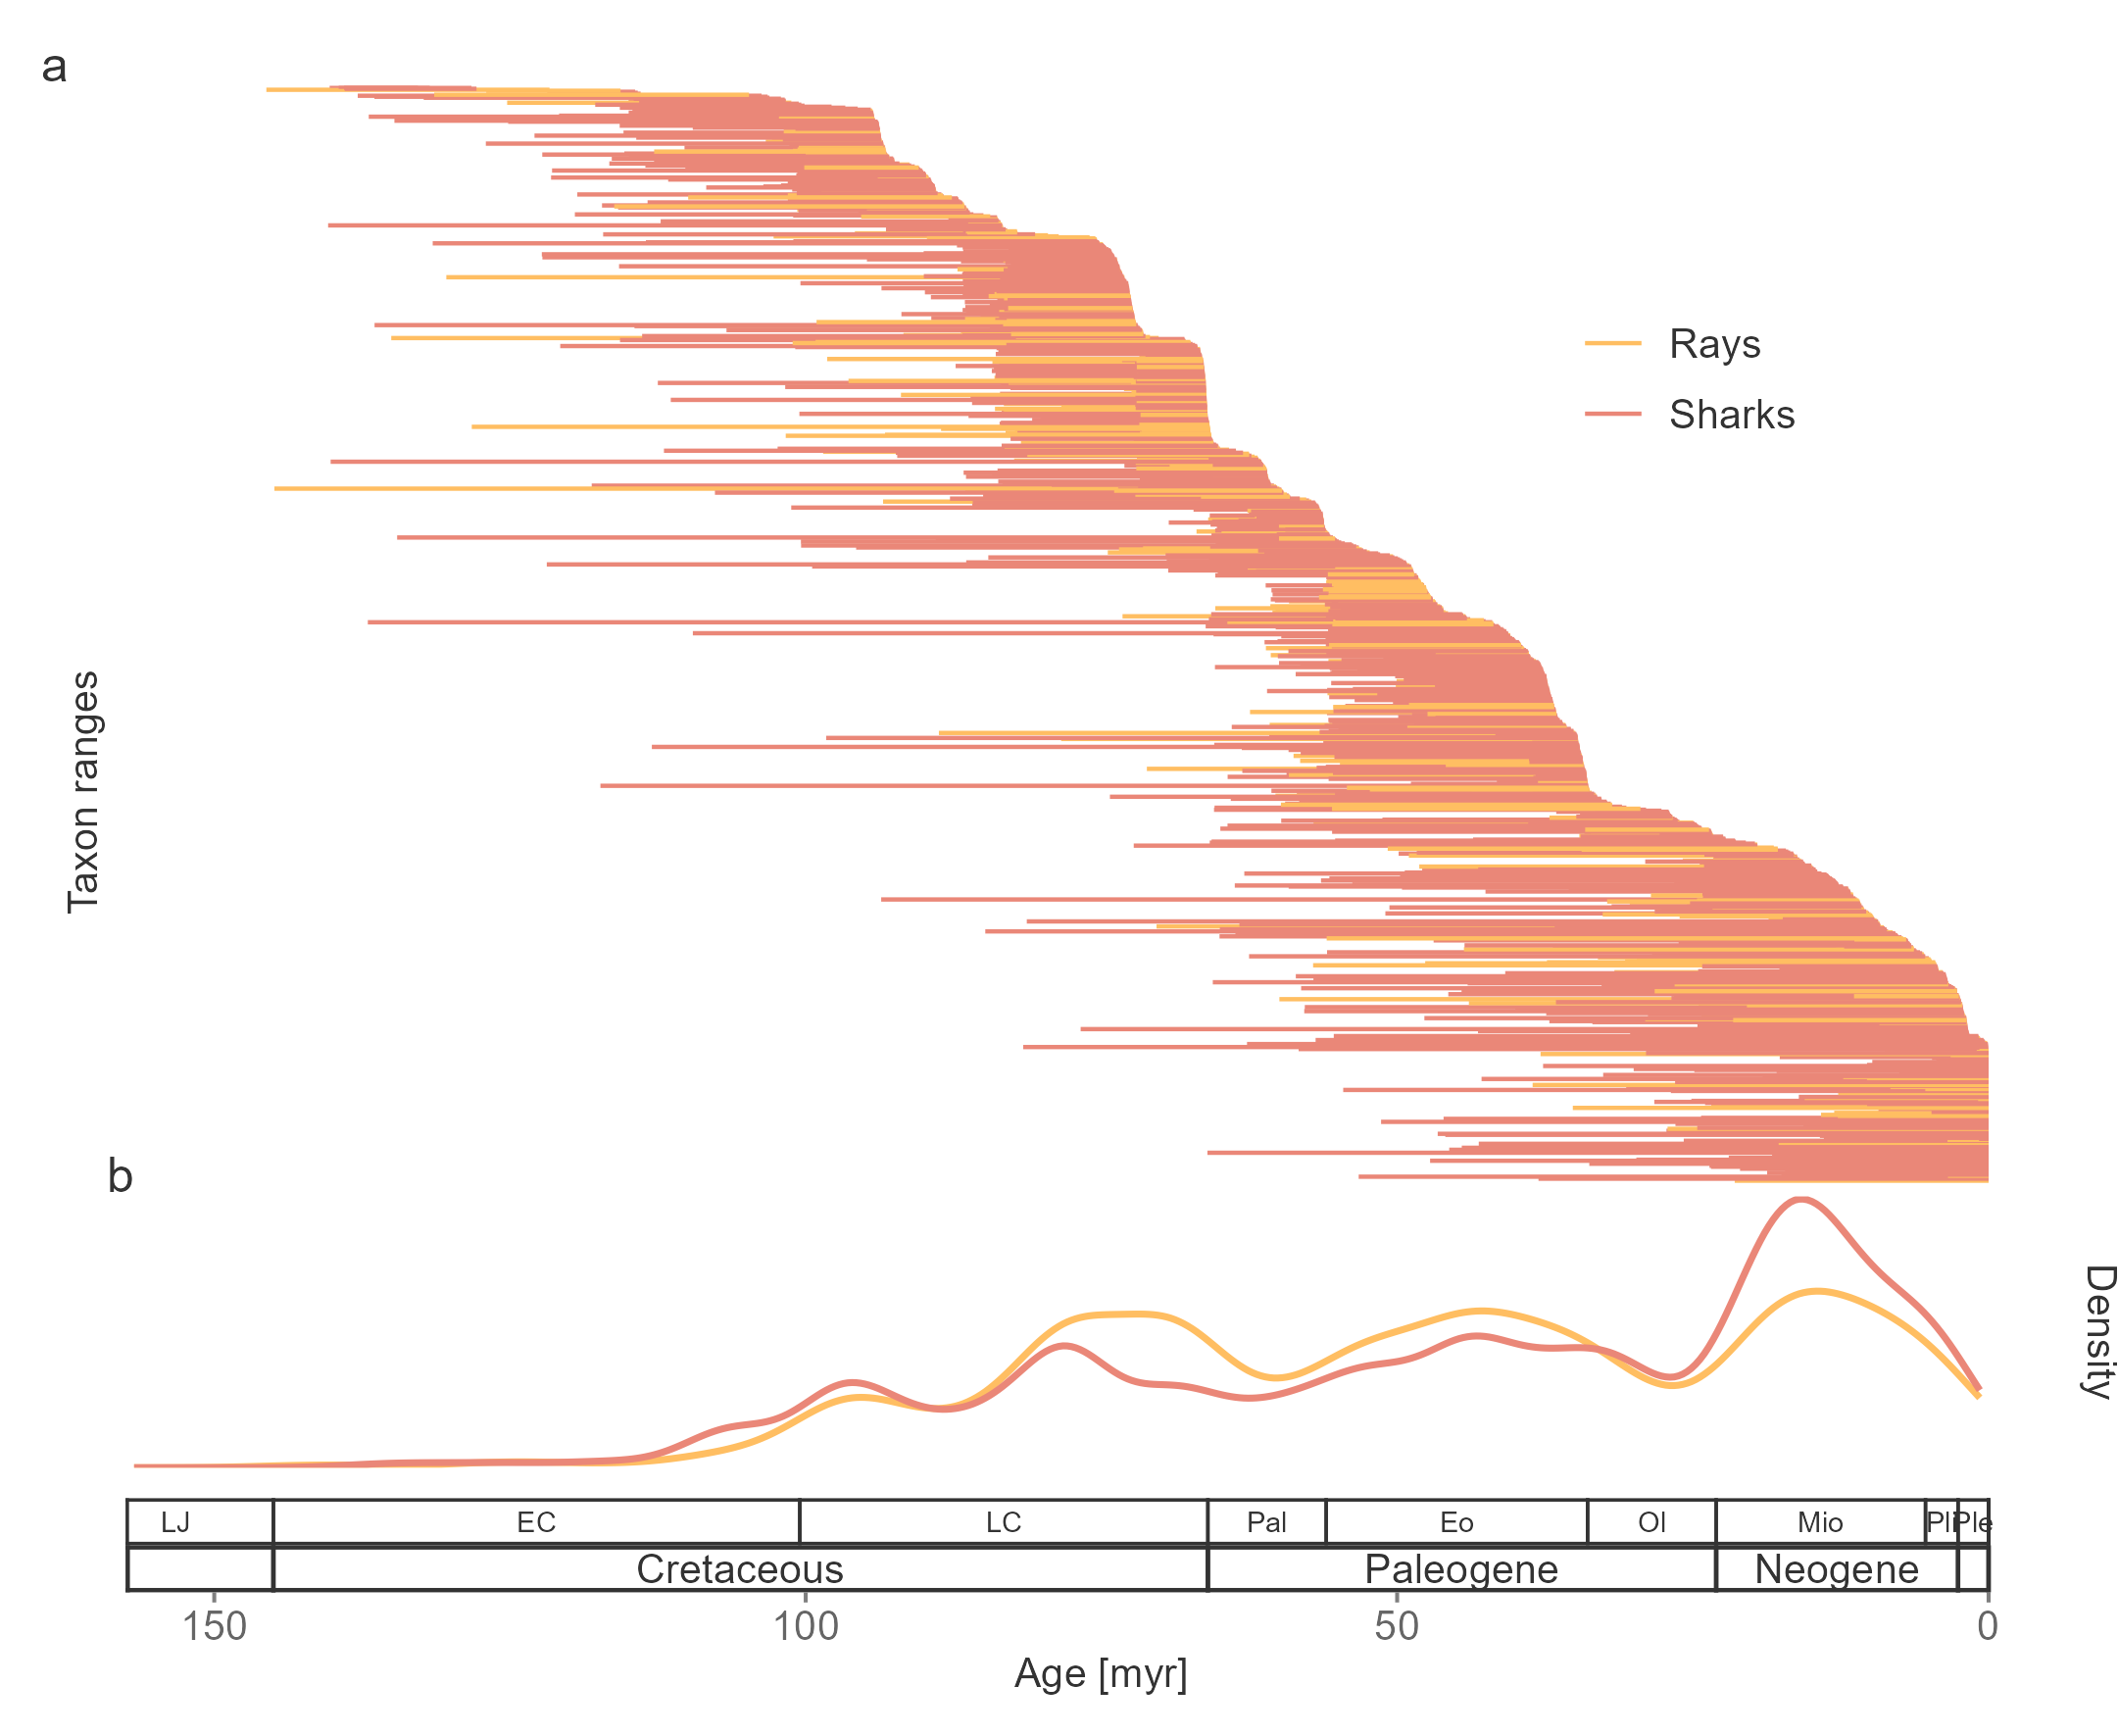 a
Rays
Sharks
Taxon ranges
b
Density
LJ EC LC Pal Eo Ol Mio Pli Ple
Cretaceous Paleogene Neogene
150 100 50 0
Age [myr]